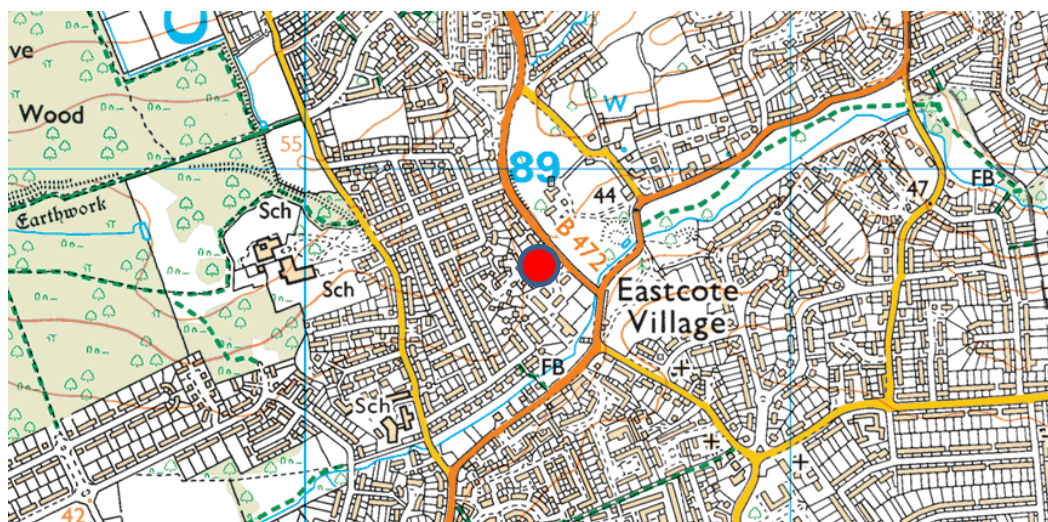 ve
Wood
55
89
W
44
Earthwork
Sch
Sch
B 472
47
FB
Eastcote
Village
FB
Sch
42